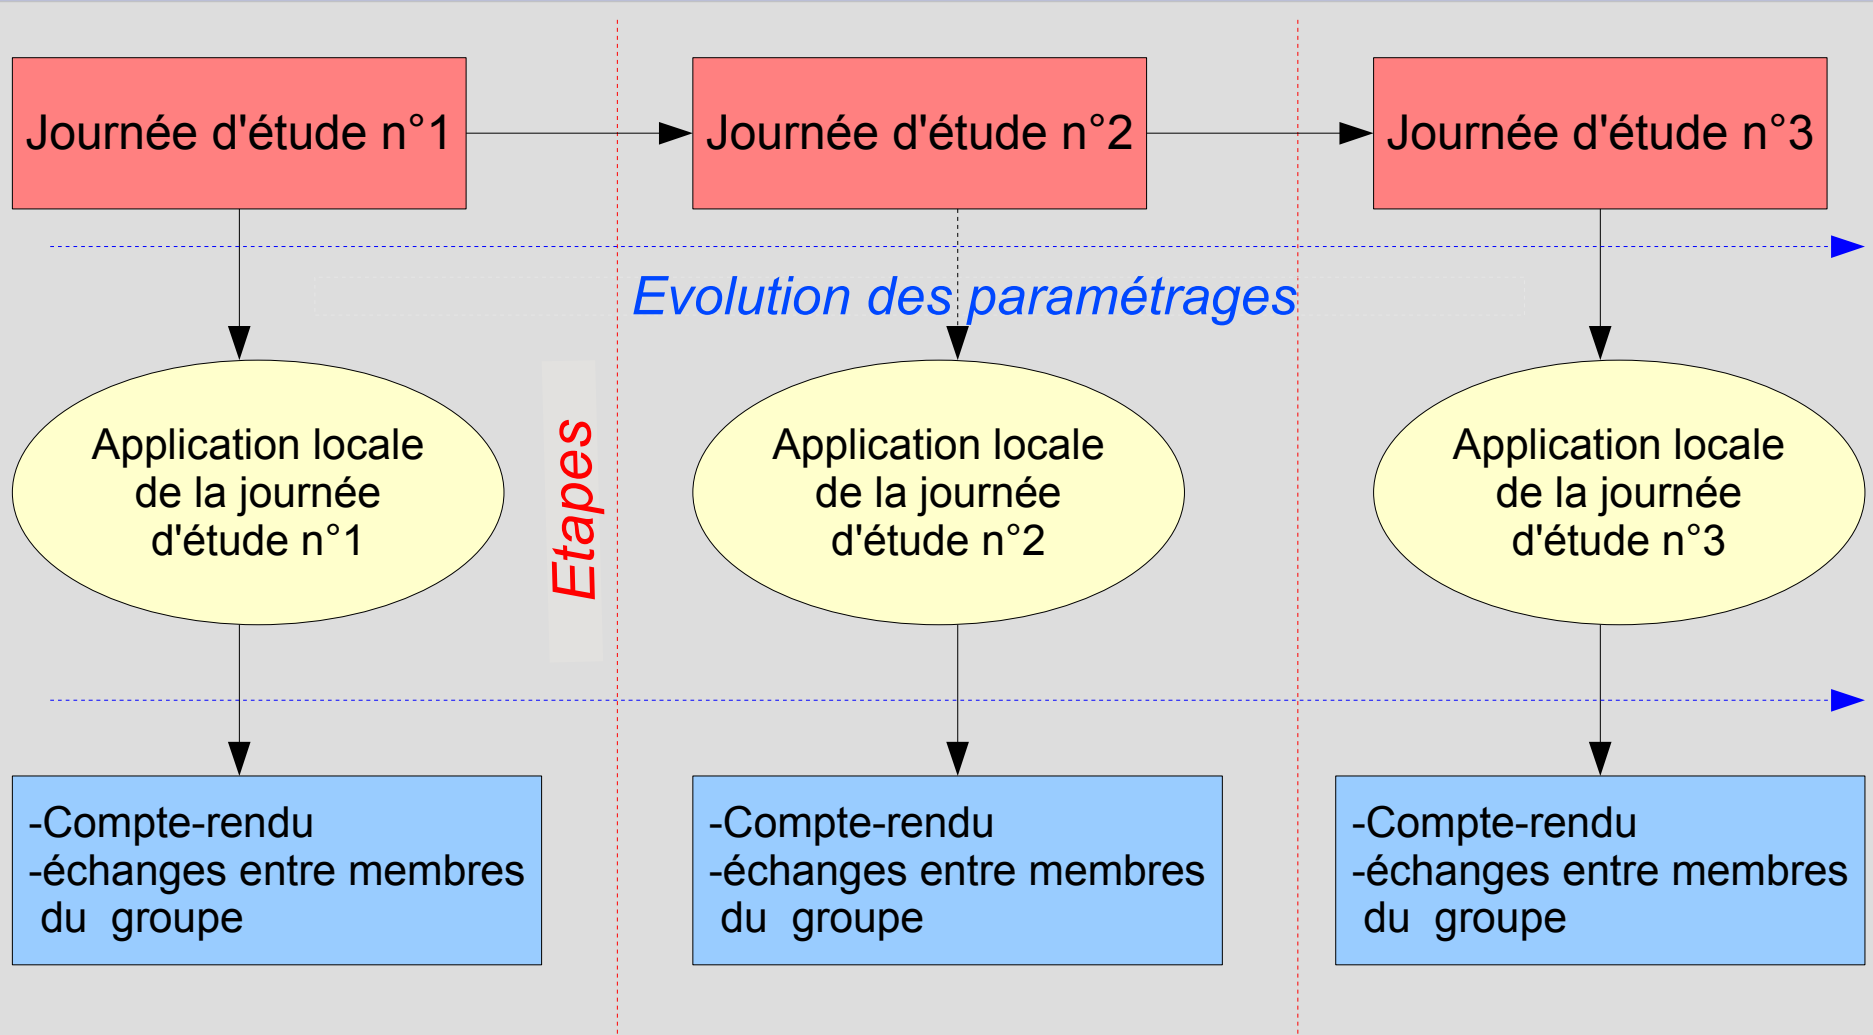 Journée d'étude n°1
Journée d'étude n°2
Journée d'étude n°3
Evolution des paramétrages
Etapes
Application locale
de la journée
d'étude n°1
Application locale
de la journée
d'étude n°2
Application locale
de la journée
d'étude n°3
-Compte-rendu
-échanges entre membres
du groupe
-Compte-rendu
-échanges entre membres
du groupe
-Compte-rendu
-échanges entre membres
du groupe